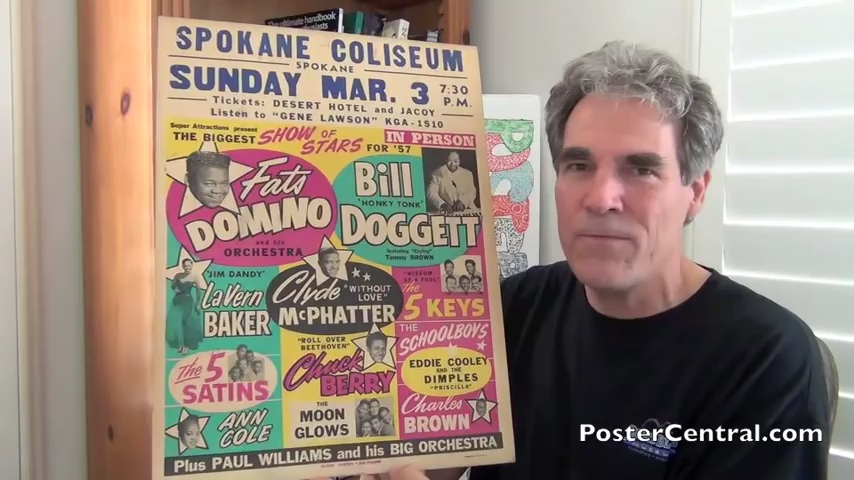 The ultimate handbook
SPOKANE COLISEUM
SPOKANE
SUNDAY MAR. 3 7:30 P.M.
Tickets: DESERT HOTEL and JACOY
Listen to "GENE LAWSON" KGA-1510
Super Attractions present
THE BIGGEST SHOW OF STARS FOR '57
IN PERSON
Fats
DOMINO
and his
ORCHESTRA
Bill
'HONKY TONK'
DOGGETT
featuring "Crying"
Tommy BROWN
'JIM DANDY'
LaVern
BAKER
Clyde "WITHOUT LOVE"
McPHATTER
"WISDOM OF A FOOL"
The
5 KEYS
"ROLL OVER BEETHOVEN"
Chuck
BERRY
THE
SCHOOLBOYS
EDDIE COOLEY
AND THE
DIMPLES
"PRISCILLA"
The 5
SATINS
ANN
COLE
THE
MOON
GLOWS
Charles
BROWN
Plus PAUL WILLIAMS and his BIG ORCHESTRA
PosterCentral.com